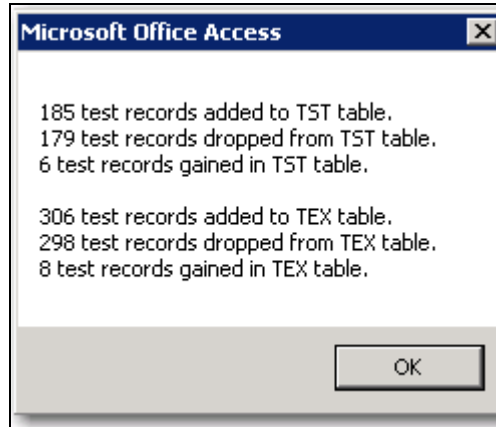 Microsoft Office Access
185 test records added to TST table.
179 test records dropped from TST table.
6 test records gained in TST table.
306 test records added to TEX table.
298 test records dropped from TEX table.
8 test records gained in TEX table.
OK